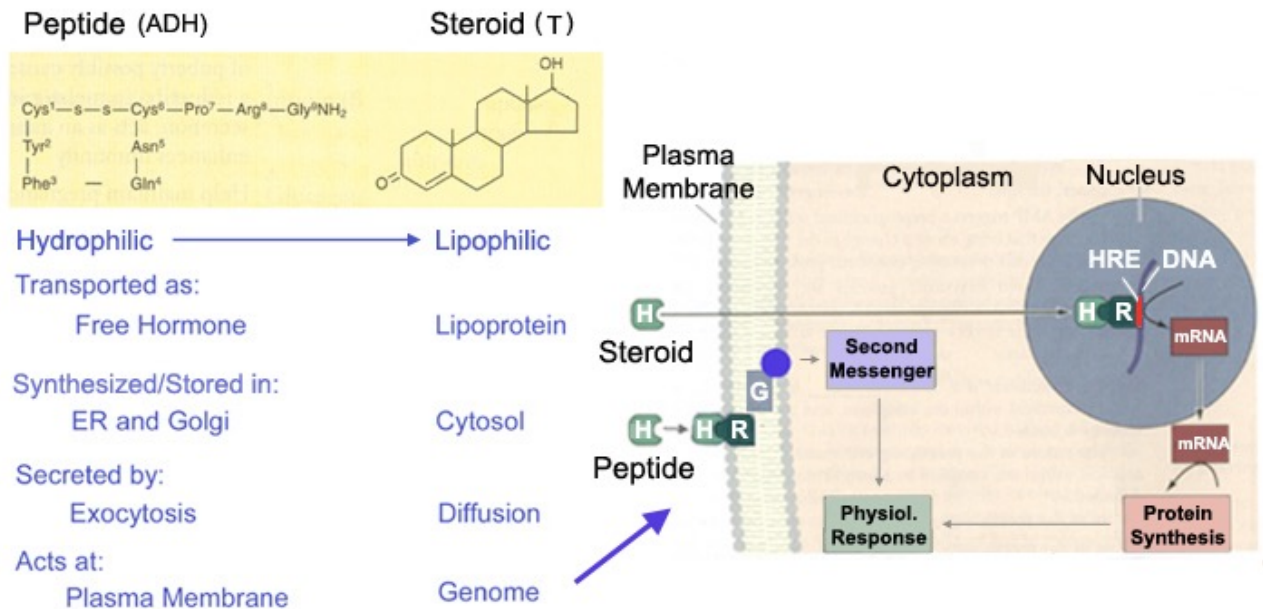 Peptide (ADH)
Steroid (T)
Cys¹—s—s—Cys⁶—Pro⁷—Arg⁸—Gly⁹NH₂
Tyr² Asn⁵
Phe³ — Gln⁴
OH
O
Hydrophilic
Lipophilic
Transported as:
Free Hormone
Lipoprotein
Synthesized/Stored in:
ER and Golgi
Cytosol
Secreted by:
Exocytosis
Diffusion
Acts at:
Plasma Membrane
Genome
Plasma
Membrane
Cytoplasm
Nucleus
HRE
DNA
H
Steroid
H
R
mRNA
Second
Messenger
G
H
H
R
Peptide
mRNA
Physiol.
Response
Protein
Synthesis